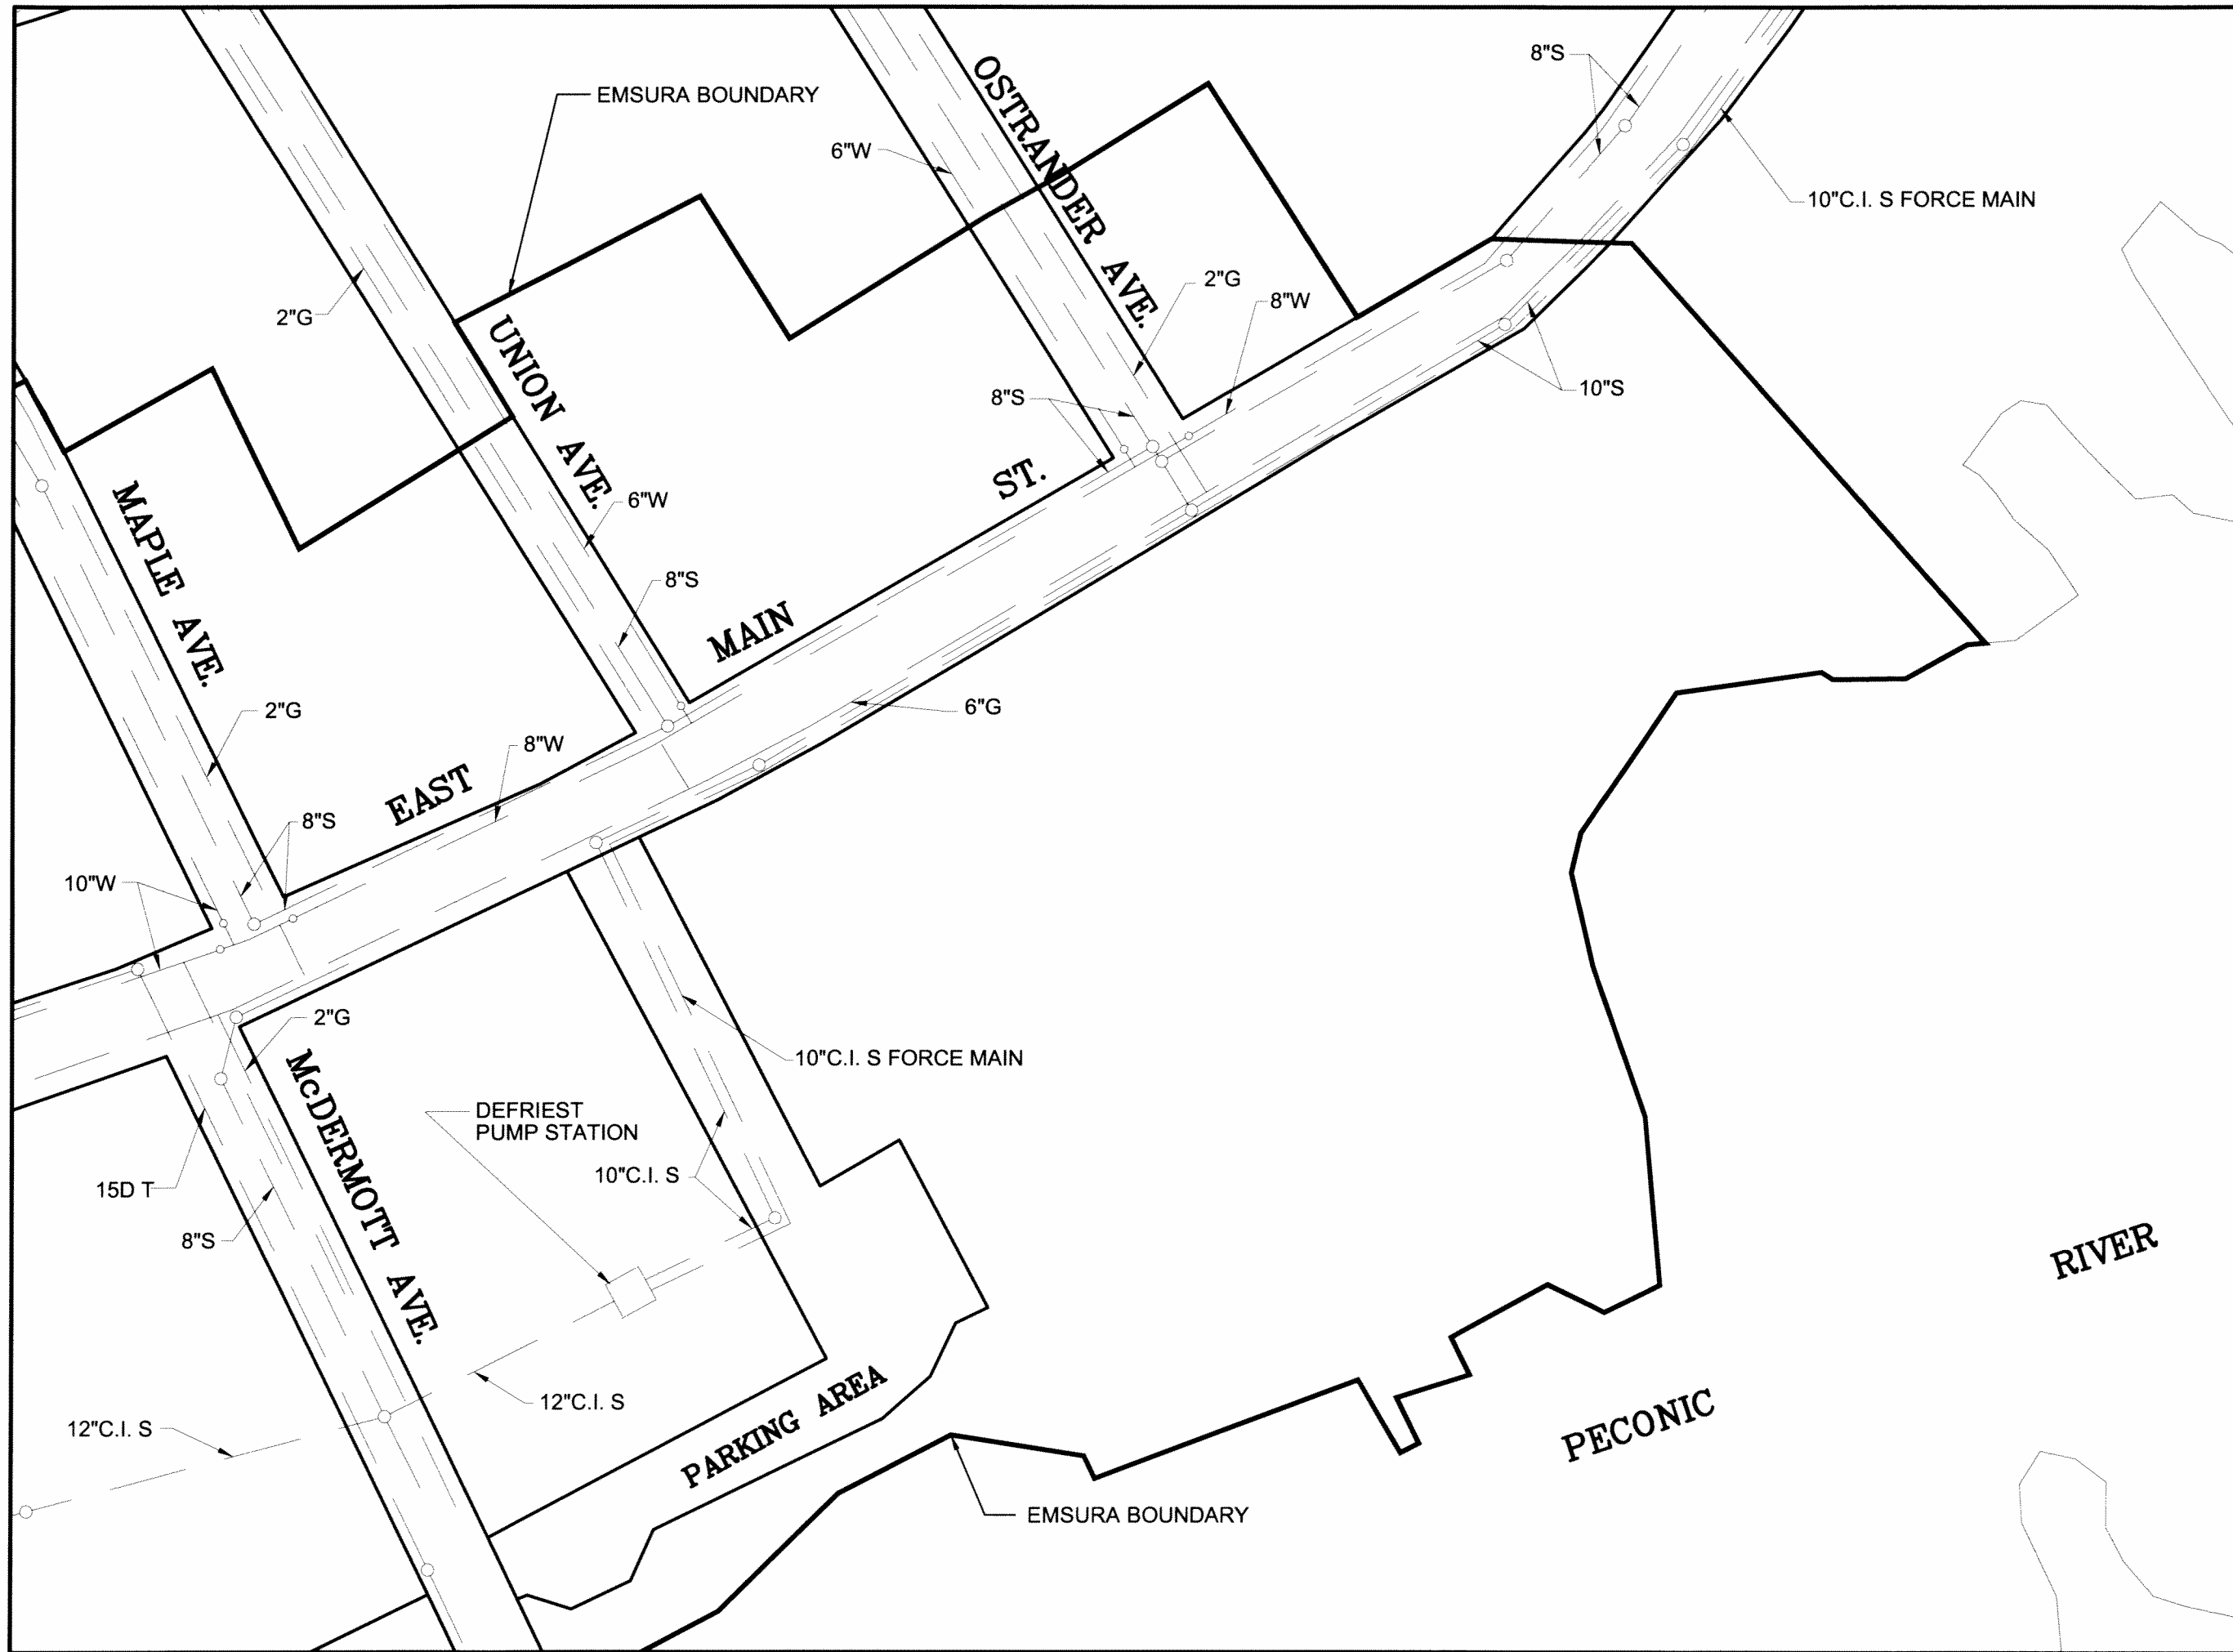 8"S
EMSURA BOUNDARY
OSTRANDER AVE.
6"W
10"C.I. S FORCE MAIN
2"G
2"G
8"W
UNION AVE.
8"S
10"S
MAPLE AVE.
6"W
ST.
8"S
MAIN
2"G
6"G
8"W
EAST
8"S
10"W
2"G
McDERMOTT AVE.
10"C.I. S FORCE MAIN
DEFRIEST
PUMP STATION
10"C.I. S
15D T
8"S
RIVER
12"C.I. S
12"C.I. S
PARKING AREA
PECONIC
EMSURA BOUNDARY